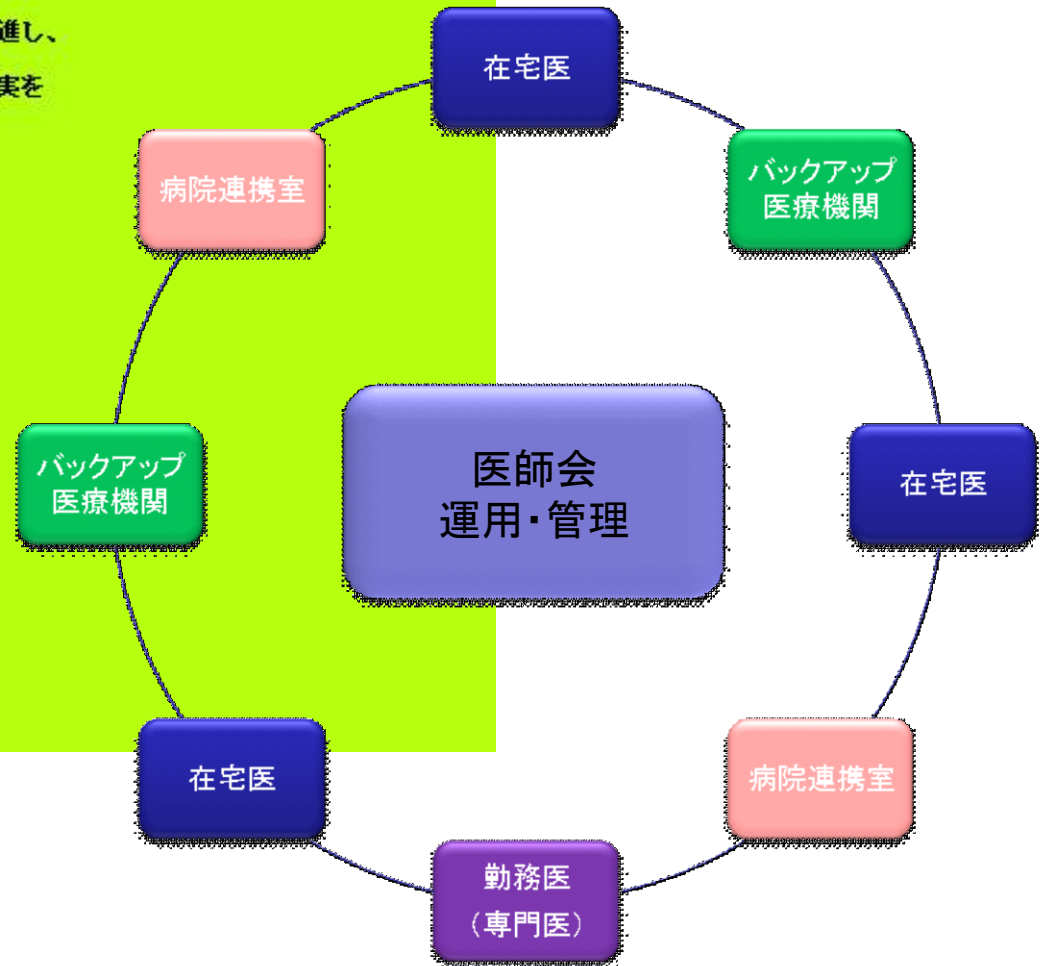 進し、
実を
在宅医
病院連携室
バックアップ
医療機関
バックアップ
医療機関
医師会
運用・管理
在宅医
在宅医
病院連携室
勤務医
（専門医）